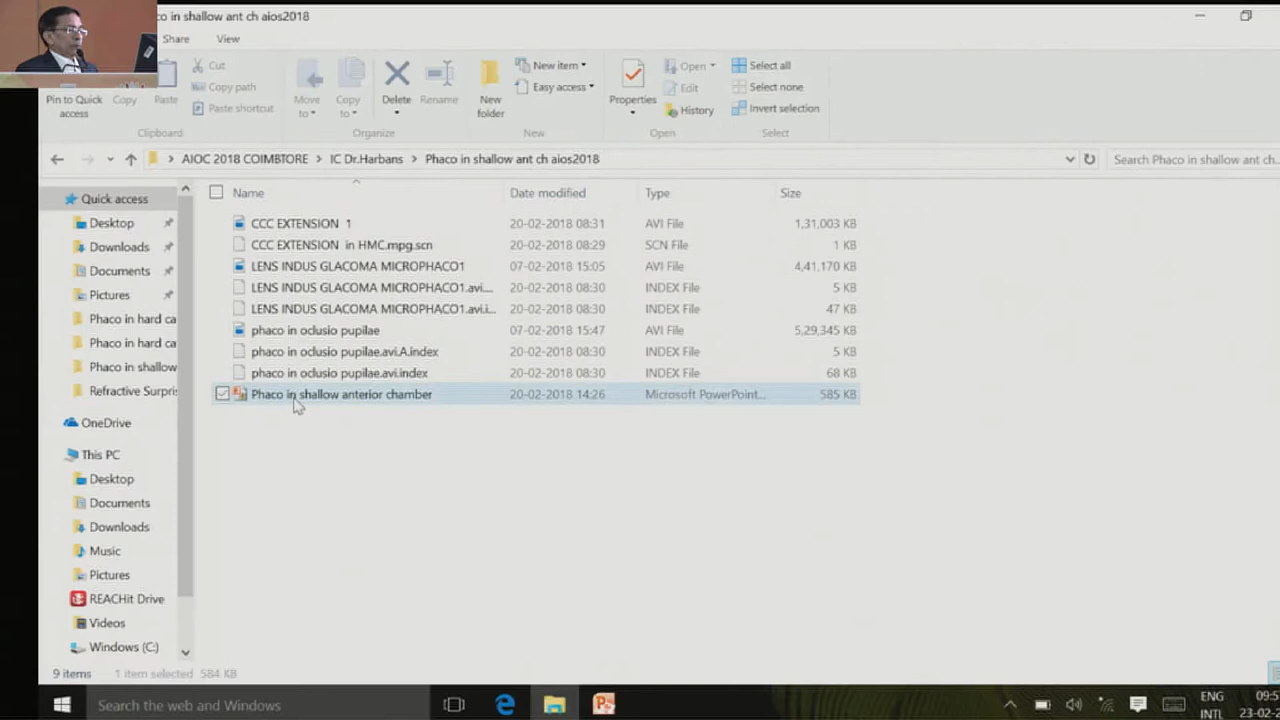 o in shallow ant ch aios2018
Share View
Pin to Quick access
Copy
Paste
Cut
Copy path
Paste shortcut
Clipboard
Move to
Copy to
Delete
Rename
Organize
New folder
New item
Easy access
New
Properties
Open
Edit
History
Open
Select all
Select none
Invert selection
Select
AIOC 2018 COIMBTORE > IC Dr.Harbans > Phaco in shallow ant ch aios2018
Search Phaco in shallow ant ch...
Name Date modified Type Size
CCC EXTENSION 1 20-02-2018 08:31 AVI File 1,31,003 KB
CCC EXTENSION in HMC.mpg.scn 20-02-2018 08:29 SCN File 1 KB
LENS INDUS GLACOMA MICROPHACO1 07-02-2018 15:05 AVI File 4,41,170 KB
LENS INDUS GLACOMA MICROPHACO1.avi.... 20-02-2018 08:30 INDEX File 5 KB
LENS INDUS GLACOMA MICROPHACO1.avi.i... 20-02-2018 08:30 INDEX File 47 KB
phaco in oclusio pupilae 07-02-2018 15:47 AVI File 5,29,345 KB
phaco in oclusio pupilae.avi.A.index 20-02-2018 08:30 INDEX File 5 KB
phaco in oclusio pupilae.avi.index 20-02-2018 08:30 INDEX File 68 KB
Phaco in shallow anterior chamber 20-02-2018 14:26 Microsoft PowerPoint... 585 KB
Quick access
Desktop
Downloads
Documents
Pictures
Phaco in hard ca
Phaco in hard ca
Phaco in shallow
Refractive Surpri
OneDrive
This PC
Desktop
Documents
Downloads
Music
Pictures
REACHit Drive
Videos
Windows (C:)
9 items 1 item selected 584 KB
Search the web and Windows
ENG
INTL
09:5
23-02-2